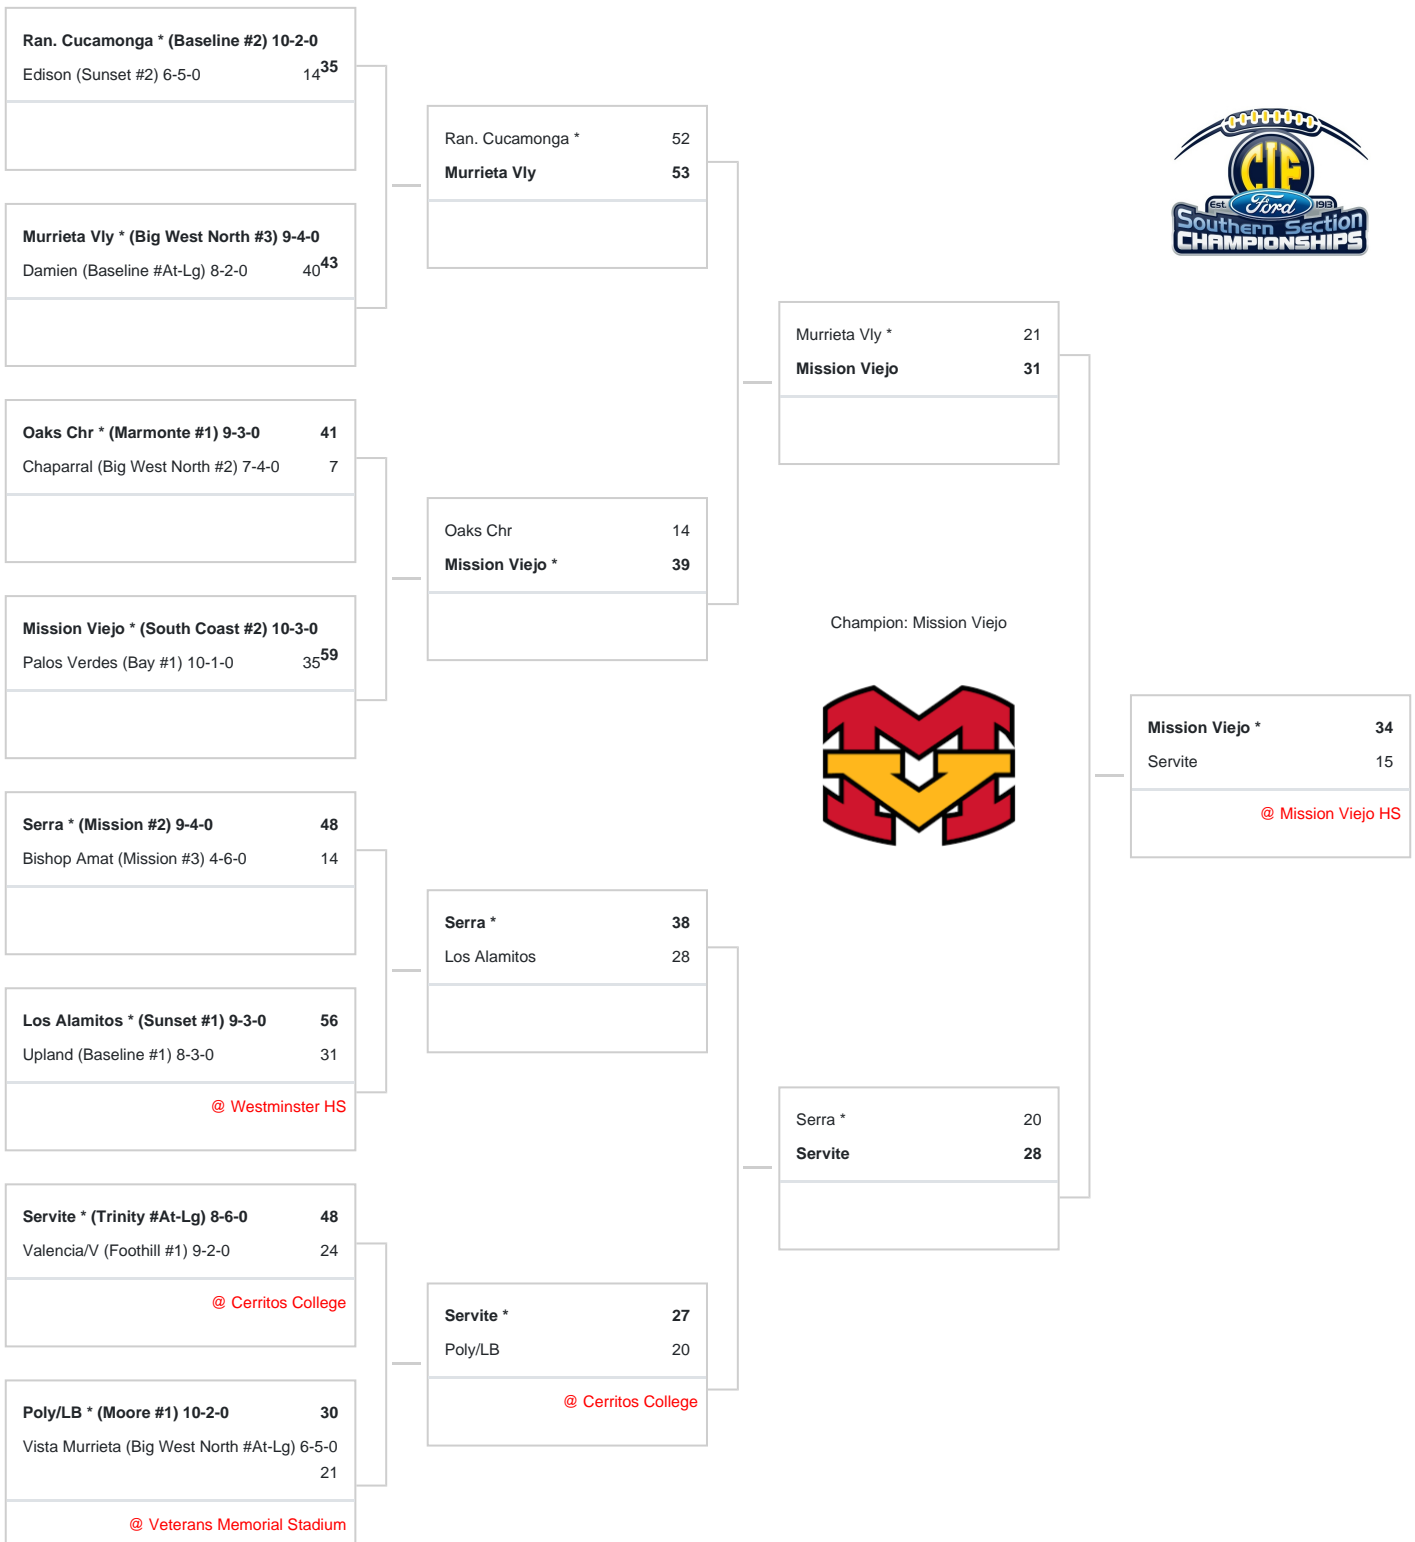 Ran. Cucamonga * (Baseline #2) 10-2-0 35
Edison (Sunset #2) 6-5-0 14
Murrieta Vly * (Big West North #3) 9-4-0 43
Damien (Baseline #At-Lg) 8-2-0 40
Oaks Chr * (Marmonte #1) 9-3-0 41
Chaparral (Big West North #2) 7-4-0 7
Mission Viejo * (South Coast #2) 10-3-0 59
Palos Verdes (Bay #1) 10-1-0 35
Serra * (Mission #2) 9-4-0 48
Bishop Amat (Mission #3) 4-6-0 14
Los Alamitos * (Sunset #1) 9-3-0 56
Upland (Baseline #1) 8-3-0 31
@ Westminster HS
Servite * (Trinity #At-Lg) 8-6-0 48
Valencia/V (Foothill #1) 9-2-0 24
@ Cerritos College
Poly/LB * (Moore #1) 10-2-0 30
Vista Murrieta (Big West North #At-Lg) 6-5-0
21
@ Veterans Memorial Stadium
Ran. Cucamonga * 52
Murrieta Vly 53
Oaks Chr 14
Mission Viejo * 39
Serra * 38
Los Alamitos 28
Servite * 27
Poly/LB 20
@ Cerritos College
Murrieta Vly * 21
Mission Viejo 31
Champion: Mission Viejo
MV
Serra * 20
Servite 28
CIF
Est. Ford 1913
Southern Section
CHAMPIONSHIPS
Mission Viejo * 34
Servite 15
@ Mission Viejo HS